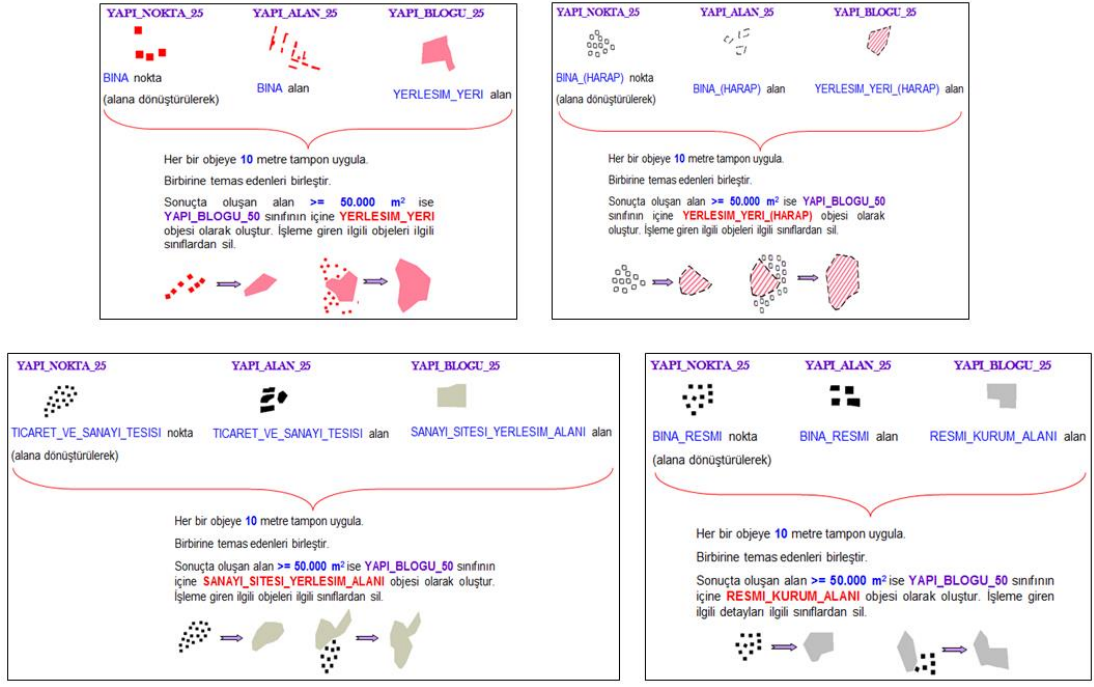 YAPI_NOKTA_25 YAPI_ALAN_25 YAPI_BLOGU_25
BINA nokta
(alana dönüştürülerek)
BINA alan
YERLESIM_YERI alan
Her bir objeye 10 metre tampon uygula.
Birbirine temas edenleri birleştir.
Sonuçta oluşan alan >= 50.000 m² ise
YAPI_BLOGU_50 sınıfının içine YERLESIM_YERI
objesi olarak oluştur. İşleme giren ilgili objeleri ilgili
sınıflardan sil.
YAPI_NOKTA_25 YAPI_ALAN_25 YAPI_BLOGU_25
BINA_(HARAP) nokta
(alana dönüştürülerek)
BINA_(HARAP) alan
YERLESIM_YERI_(HARAP) alan
Her bir objeye 10 metre tampon uygula.
Birbirine temas edenleri birleştir.
Sonuçta oluşan alan >= 50.000 m² ise YAPI_BLOGU_50
sınıfının içine YERLESIM_YERI_(HARAP) objesi olarak
oluştur. İşleme giren ilgili objeleri ilgili sınıflardan sil.
YAPI_NOKTA_25 YAPI_ALAN_25 YAPI_BLOGU_25
TICARET_VE_SANAYI_TESISI nokta
(alana dönüştürülerek)
TICARET_VE_SANAYI_TESISI alan
SANAYI_SITESI_YERLESIM_ALANI alan
Her bir objeye 10 metre tampon uygula.
Birbirine temas edenleri birleştir.
Sonuçta oluşan alan >= 50.000 m² ise YAPI_BLOGU_50 sınıfının
içine SANAYI_SITESI_YERLESIM_ALANI objesi olarak oluştur.
İşleme giren ilgili objeleri ilgili sınıflardan sil.
YAPI_NOKTA_25 YAPI_ALAN_25 YAPI_BLOGU_25
BINA_RESMI nokta
(alana dönüştürülerek)
BINA_RESMI alan
RESMI_KURUM_ALANI alan
Her bir objeye 10 metre tampon uygula.
Birbirine temas edenleri birleştir.
Sonuçta oluşan alan >= 50.000 m² ise YAPI_BLOGU_50 sınıfının
içine RESMI_KURUM_ALANI objesi olarak oluştur. İşleme giren
ilgili detayları ilgili sınıflardan sil.